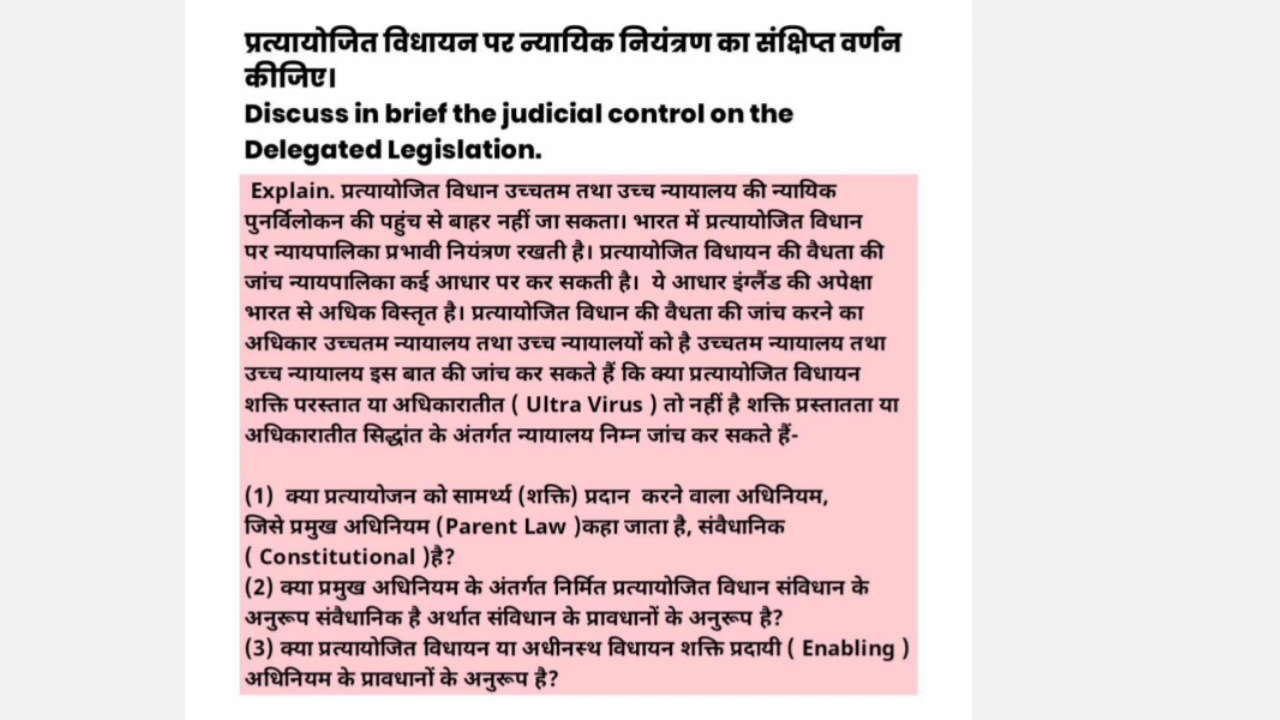 प्रत्यायोजित विधायन पर न्यायिक नियंत्रण का संक्षिप्त वर्णन
कीजिए।
Discuss in brief the judicial control on the
Delegated Legislation.
Explain. प्रत्यायोजित विधान उच्चतम तथा उच्च न्यायालय की न्यायिक
पुनर्विलोकन की पहुंच से बाहर नहीं जा सकता। भारत में प्रत्यायोजित विधान
पर न्यायपालिका प्रभावी नियंत्रण रखती है। प्रत्यायोजित विधायन की वैधता की
जांच न्यायपालिका कई आधार पर कर सकती है। ये आधार इंग्लैंड की अपेक्षा
भारत से अधिक विस्तृत है। प्रत्यायोजित विधान की वैधता की जांच करने का
अधिकार उच्चतम न्यायालय तथा उच्च न्यायालयों को है उच्चतम न्यायालय तथा
उच्च न्यायालय इस बात की जांच कर सकते हैं कि क्या प्रत्यायोजित विधायन
शक्ति परस्तात या अधिकारातीत ( Ultra Virus ) तो नहीं है शक्ति प्रस्तातता या
अधिकारातीत सिद्धांत के अंतर्गत न्यायालय निम्न जांच कर सकते हैं-
(1) क्या प्रत्यायोजन को सामर्थ्य (शक्ति) प्रदान करने वाला अधिनियम,
जिसे प्रमुख अधिनियम (Parent Law )कहा जाता है, संवैधानिक
( Constitutional )है?
(2) क्या प्रमुख अधिनियम के अंतर्गत निर्मित प्रत्यायोजित विधान संविधान के
अनुरूप संवैधानिक है अर्थात संविधान के प्रावधानों के अनुरूप है?
(3) क्या प्रत्यायोजित विधायन या अधीनस्थ विधायन शक्ति प्रदायी ( Enabling )
अधिनियम के प्रावधानों के अनुरूप है?